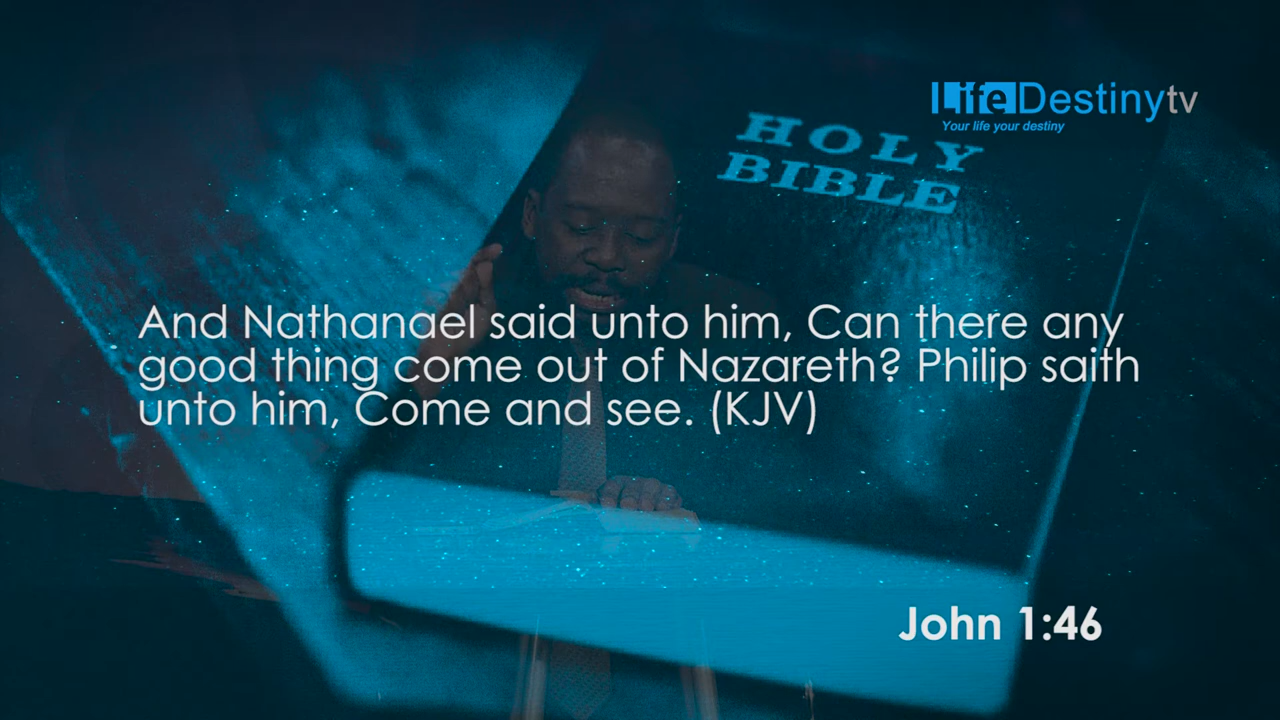 LifeDestinytv
Your life your destiny
HOLY
BIBLE
And Nathanael said unto him, Can there any
good thing come out of Nazareth? Philip saith
unto him, Come and see. (KJV)
John 1:46